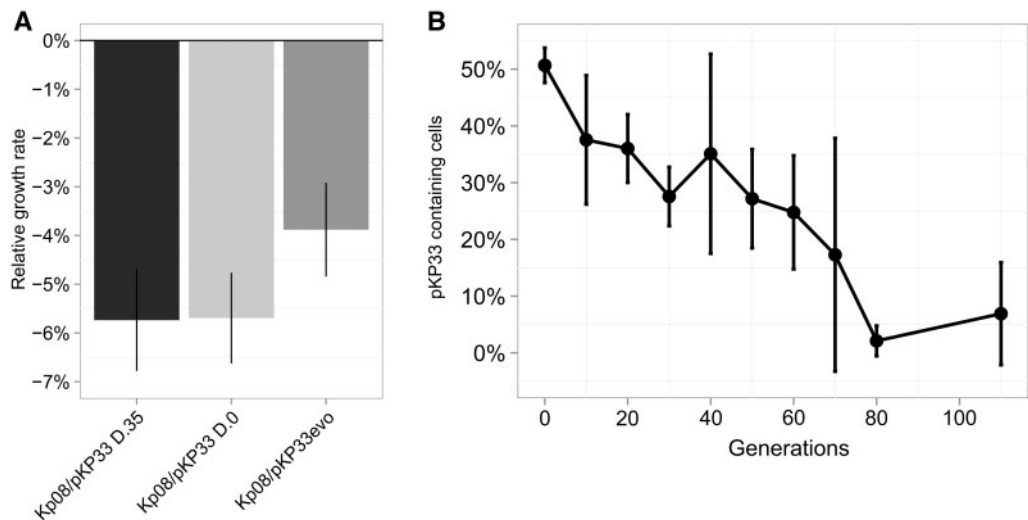 A
0%
−1%
−2%
−3%
−4%
−5%
−6%
−7%
Relative growth rate
Kp08/pKP33 D.35
Kp08/pKP33 D.0
Kp08/pKP33evo
B
50%
40%
30%
20%
10%
0%
pKP33 containing cells
0 20 40 60 80 100
Generations